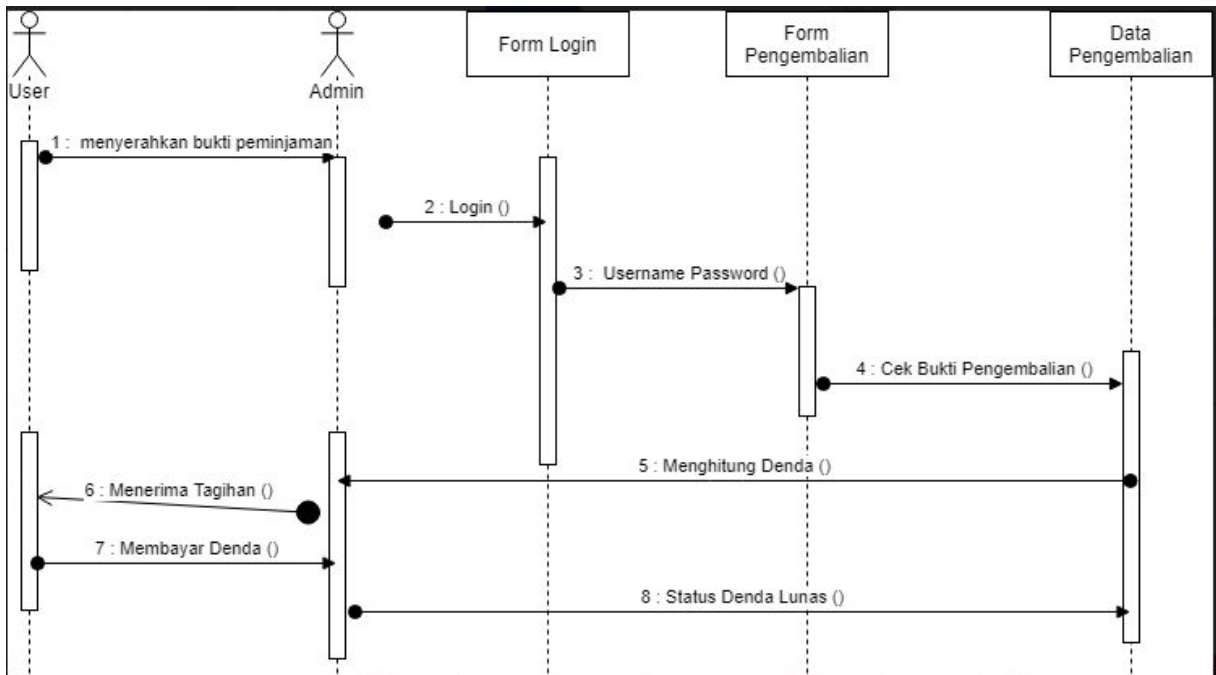 User
Admin
Form Login
Form
Pengembalian
Data
Pengembalian
1 : menyerahkan bukti peminjaman
2 : Login ()
3 : Username Password ()
4 : Cek Bukti Pengembalian ()
5 : Menghitung Denda ()
6 : Menerima Tagihan ()
7 : Membayar Denda ()
8 : Status Denda Lunas ()